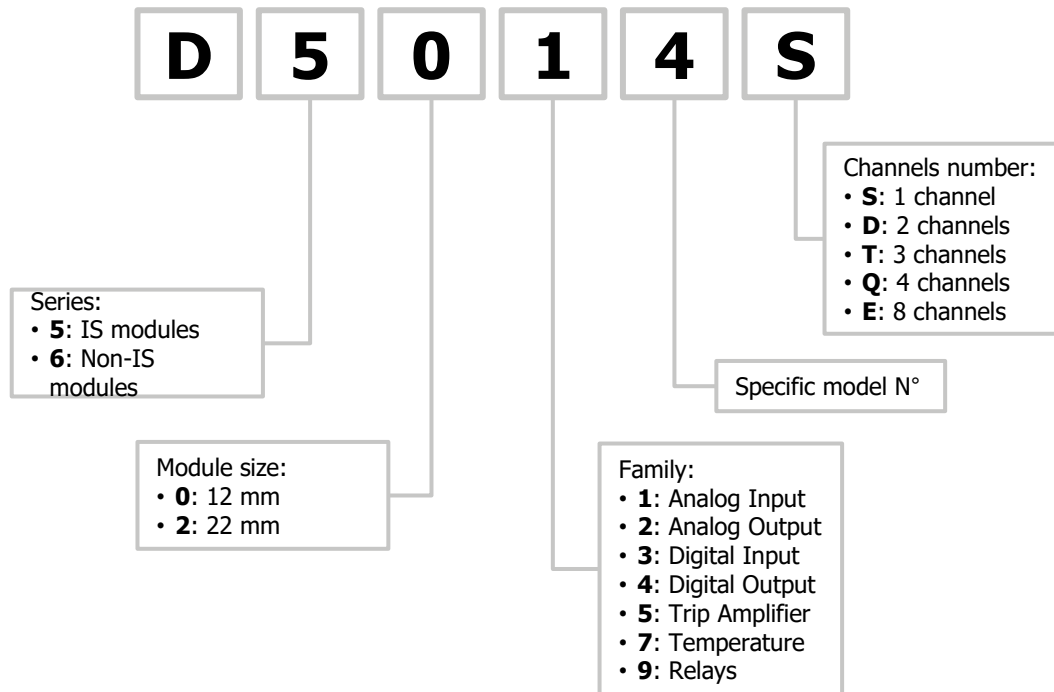 D 5 0 1 4 S
Channels number:
• S: 1 channel
• D: 2 channels
• T: 3 channels
• Q: 4 channels
• E: 8 channels
Series:
• 5: IS modules
• 6: Non-IS
modules
Specific model N°
Module size:
• 0: 12 mm
• 2: 22 mm
Family:
• 1: Analog Input
• 2: Analog Output
• 3: Digital Input
• 4: Digital Output
• 5: Trip Amplifier
• 7: Temperature
• 9: Relays